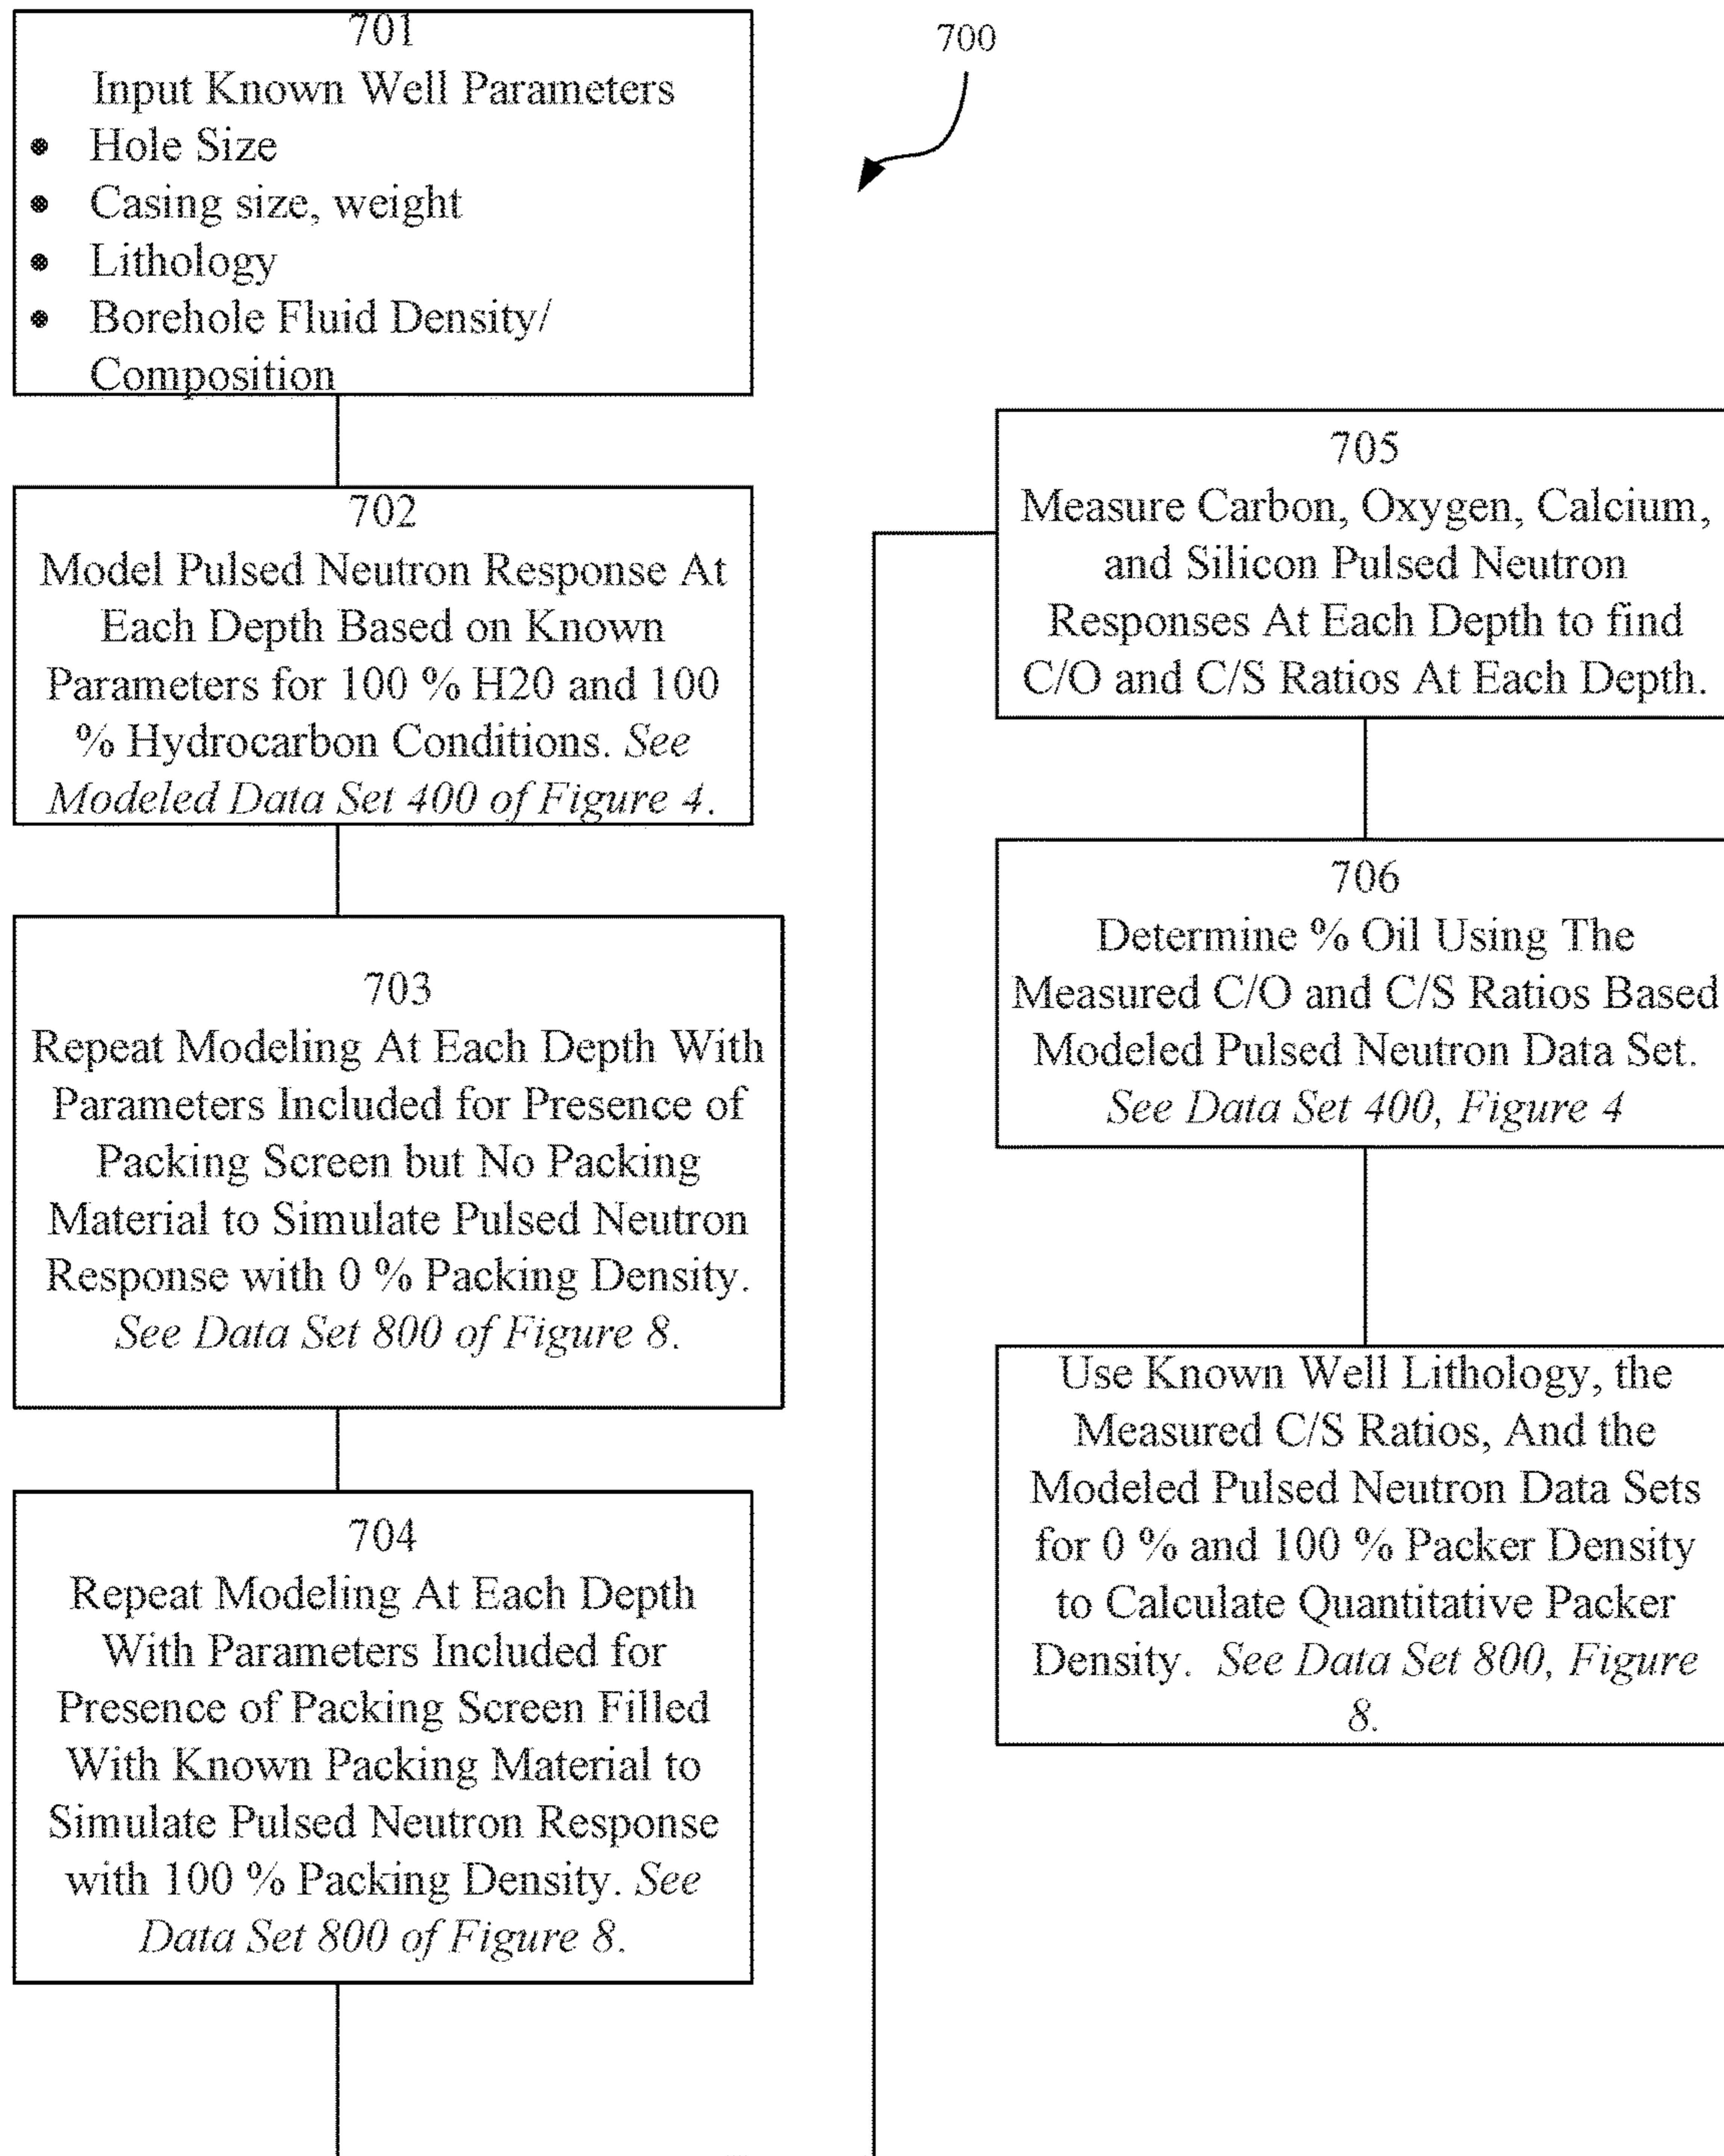 701
Input Known Well Parameters
• Hole Size
• Casing size, weight
• Lithology
• Borehole Fluid Density/
Composition
702
Model Pulsed Neutron Response At
Each Depth Based on Known
Parameters for 100 % H20 and 100
% Hydrocarbon Conditions. See
Modeled Data Set 400 of Figure 4.
703
Repeat Modeling At Each Depth With
Parameters Included for Presence of
Packing Screen but No Packing
Material to Simulate Pulsed Neutron
Response with 0 % Packing Density.
See Data Set 800 of Figure 8.
704
Repeat Modeling At Each Depth
With Parameters Included for
Presence of Packing Screen Filled
With Known Packing Material to
Simulate Pulsed Neutron Response
with 100 % Packing Density. See
Data Set 800 of Figure 8.
700
705
Measure Carbon, Oxygen, Calcium,
and Silicon Pulsed Neutron
Responses At Each Depth to find
C/O and C/S Ratios At Each Depth.
706
Determine % Oil Using The
Measured C/O and C/S Ratios Based
Modeled Pulsed Neutron Data Set.
See Data Set 400, Figure 4
Use Known Well Lithology, the
Measured C/S Ratios, And the
Modeled Pulsed Neutron Data Sets
for 0 % and 100 % Packer Density
to Calculate Quantitative Packer
Density. See Data Set 800, Figure
8.